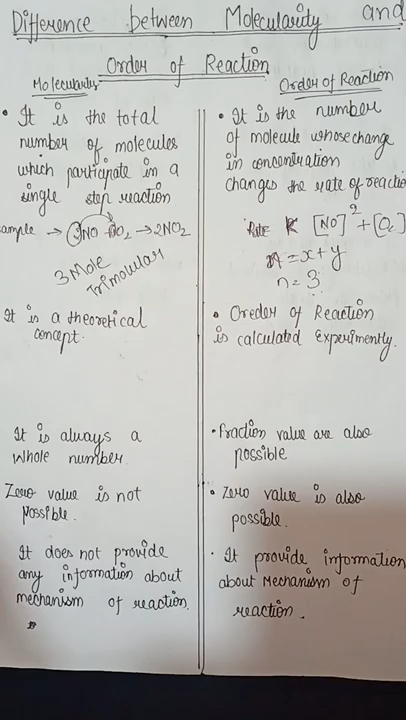 Difference between Molecularity and
Order of Reaction
Molecularity
• It is the total
number of molecules
which participate in a
single step reaction
ample → 2NO + O2 → 2NO2
3 Mole
Trimolular
It is a theoretical
concept.
It is always a
whole number.
Zero value is not
possible.
It does not provide
any information about
mechanism of reaction.
Order of Reaction
• It is the number
of molecule whose change
in concontration
changes the rate of reactio
Rate K [NO]² + [O2]
n = x + y
n = 3
• Oreder of Reaction
is calculated experimently.
• Fraction value are also
possible
• Zero value is also
possible.
• It provide information
about Mechanism of
reaction.